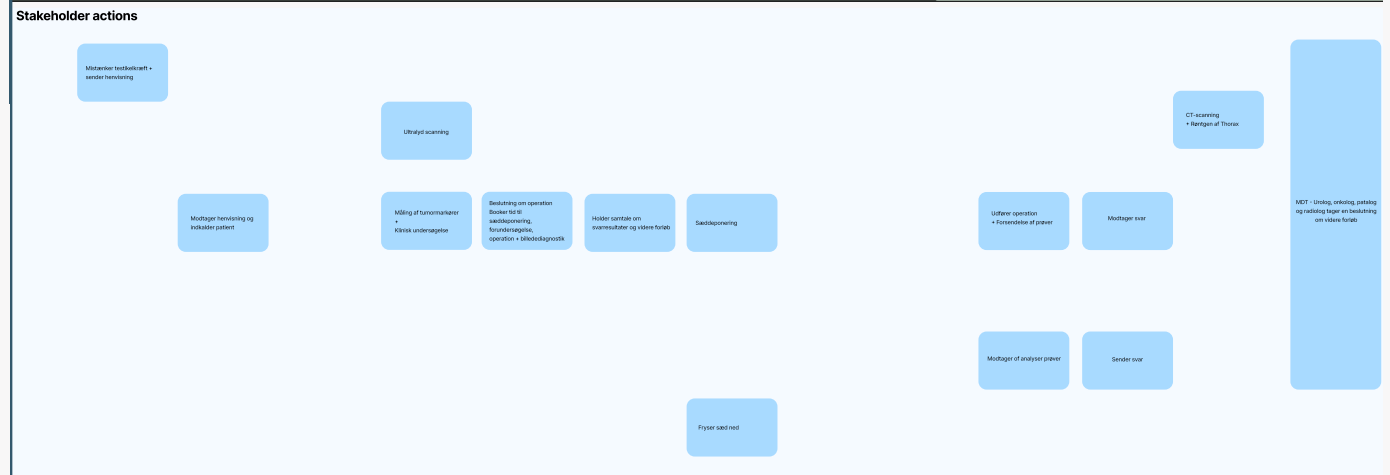 Stakeholder actions
Mistænker testikelkræft +
sender henvisning
Ultralyd scanning
CT-scanning
+ Røntgen af Thorax
Modtager henvisning og
indkalder patient
Måling af tumormarkører
+
Klinisk undersøgelse
Beslutning om operation
Booker tid til
sæddeponering,
forundersøgelse,
operation + billedediagnostik
Holder samtale om
svarresultater og videre forløb
Sæddeponering
Udfører operation
+ Forsendelse af prøver
Modtager svar
MDT - Urolog, onkolog, patalog
og radiolog tager en beslutning
om videre forløb
Modtager of analyser prøver
Sender svar
Fryser sæd ned